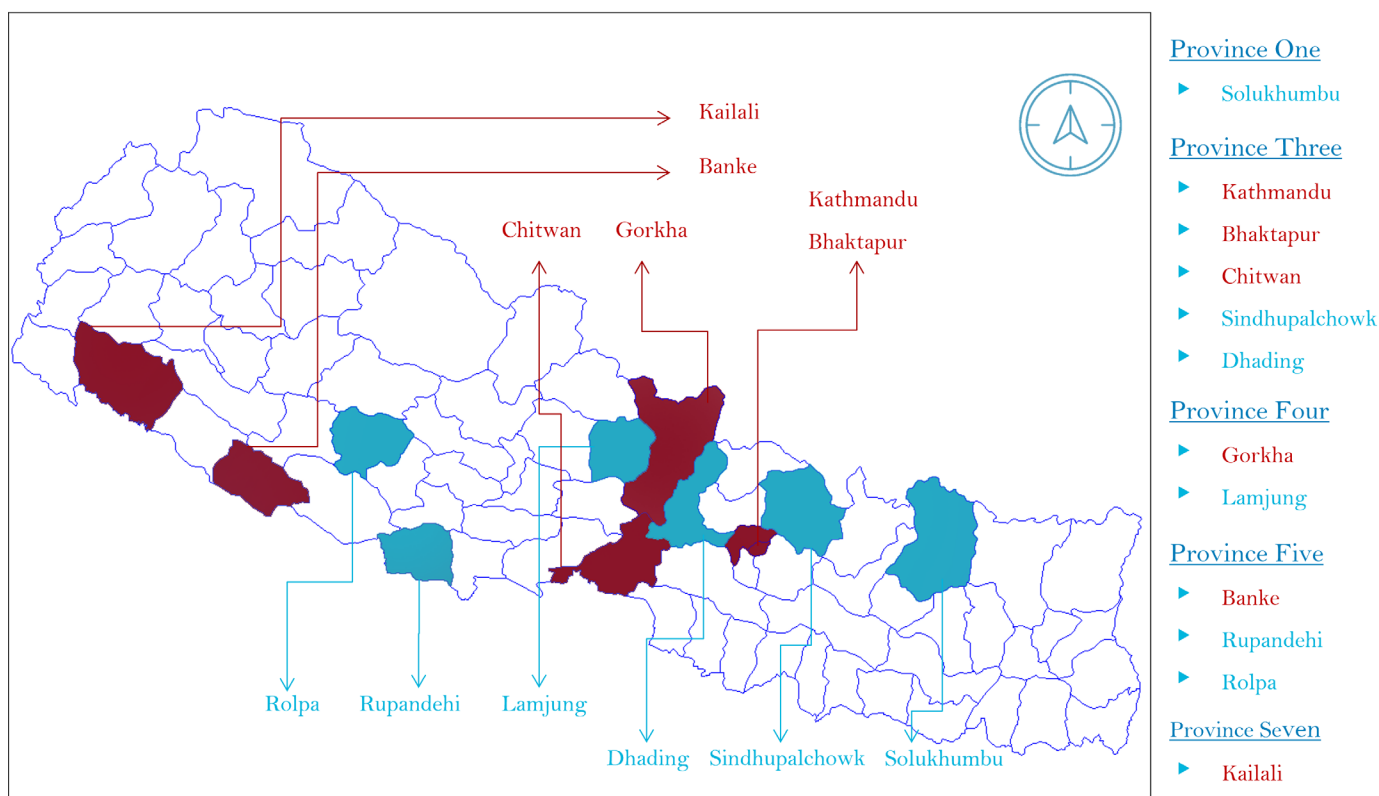 Kailali
Banke
Kathmandu
Chitwan Gorkha Bhaktapur
Rolpa Rupandehi Lamjung
Dhading Sindhupalchowk Solukhumbu
Province One
Solukhumbu
Province Three
Kathmandu
Bhaktapur
Chitwan
Sindhupalchowk
Dhading
Province Four
Gorkha
Lamjung
Province Five
Banke
Rupandehi
Rolpa
Province Seven
Kailali